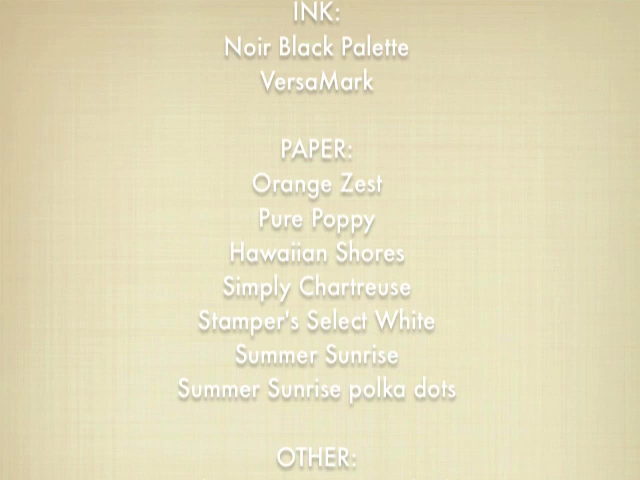 INK:
Noir Black Palette
VersaMark
PAPER:
Orange Zest
Pure Poppy
Hawaiian Shores
Simply Chartreuse
Stamper's Select White
Summer Sunrise
Summer Sunrise polka dots
OTHER: